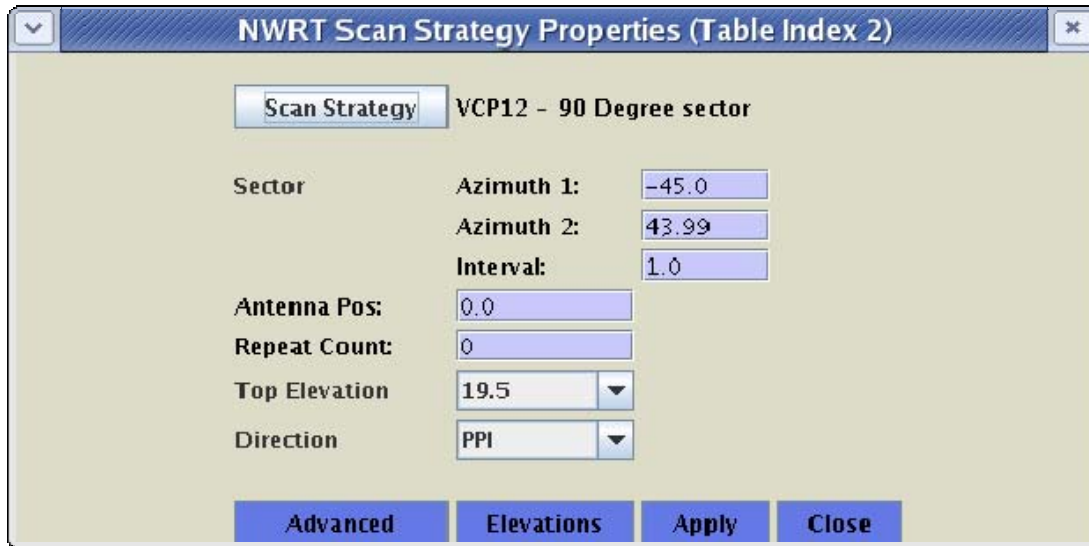 NWRT Scan Strategy Properties (Table Index 2)
Scan Strategy VCP12 - 90 Degree sector
Sector Azimuth 1: -45.0
Azimuth 2: 43.99
Interval: 1.0
Antenna Pos: 0.0
Repeat Count: 0
Top Elevation 19.5
Direction PPI
Advanced Elevations Apply Close